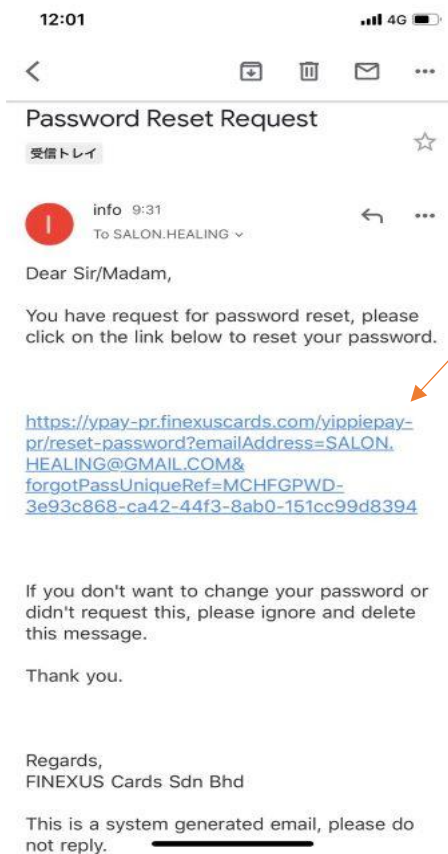 12:01
4G
Password Reset Request
受信トレイ
I
info 9:31
To SALON.HEALING
Dear Sir/Madam,
You have request for password reset, please
click on the link below to reset your password.
https://ypay-pr.finexuscards.com/yippiepay-
pr/reset-password?emailAddress=SALON.
HEALING@GMAIL.COM&
forgotPassUniqueRef=MCHFGPWD-
3e93c868-ca42-44f3-8ab0-151cc99d8394
If you don't want to change your password or
didn't request this, please ignore and delete
this message.
Thank you.
Regards,
FINEXUS Cards Sdn Bhd
This is a system generated email, please do
not reply.